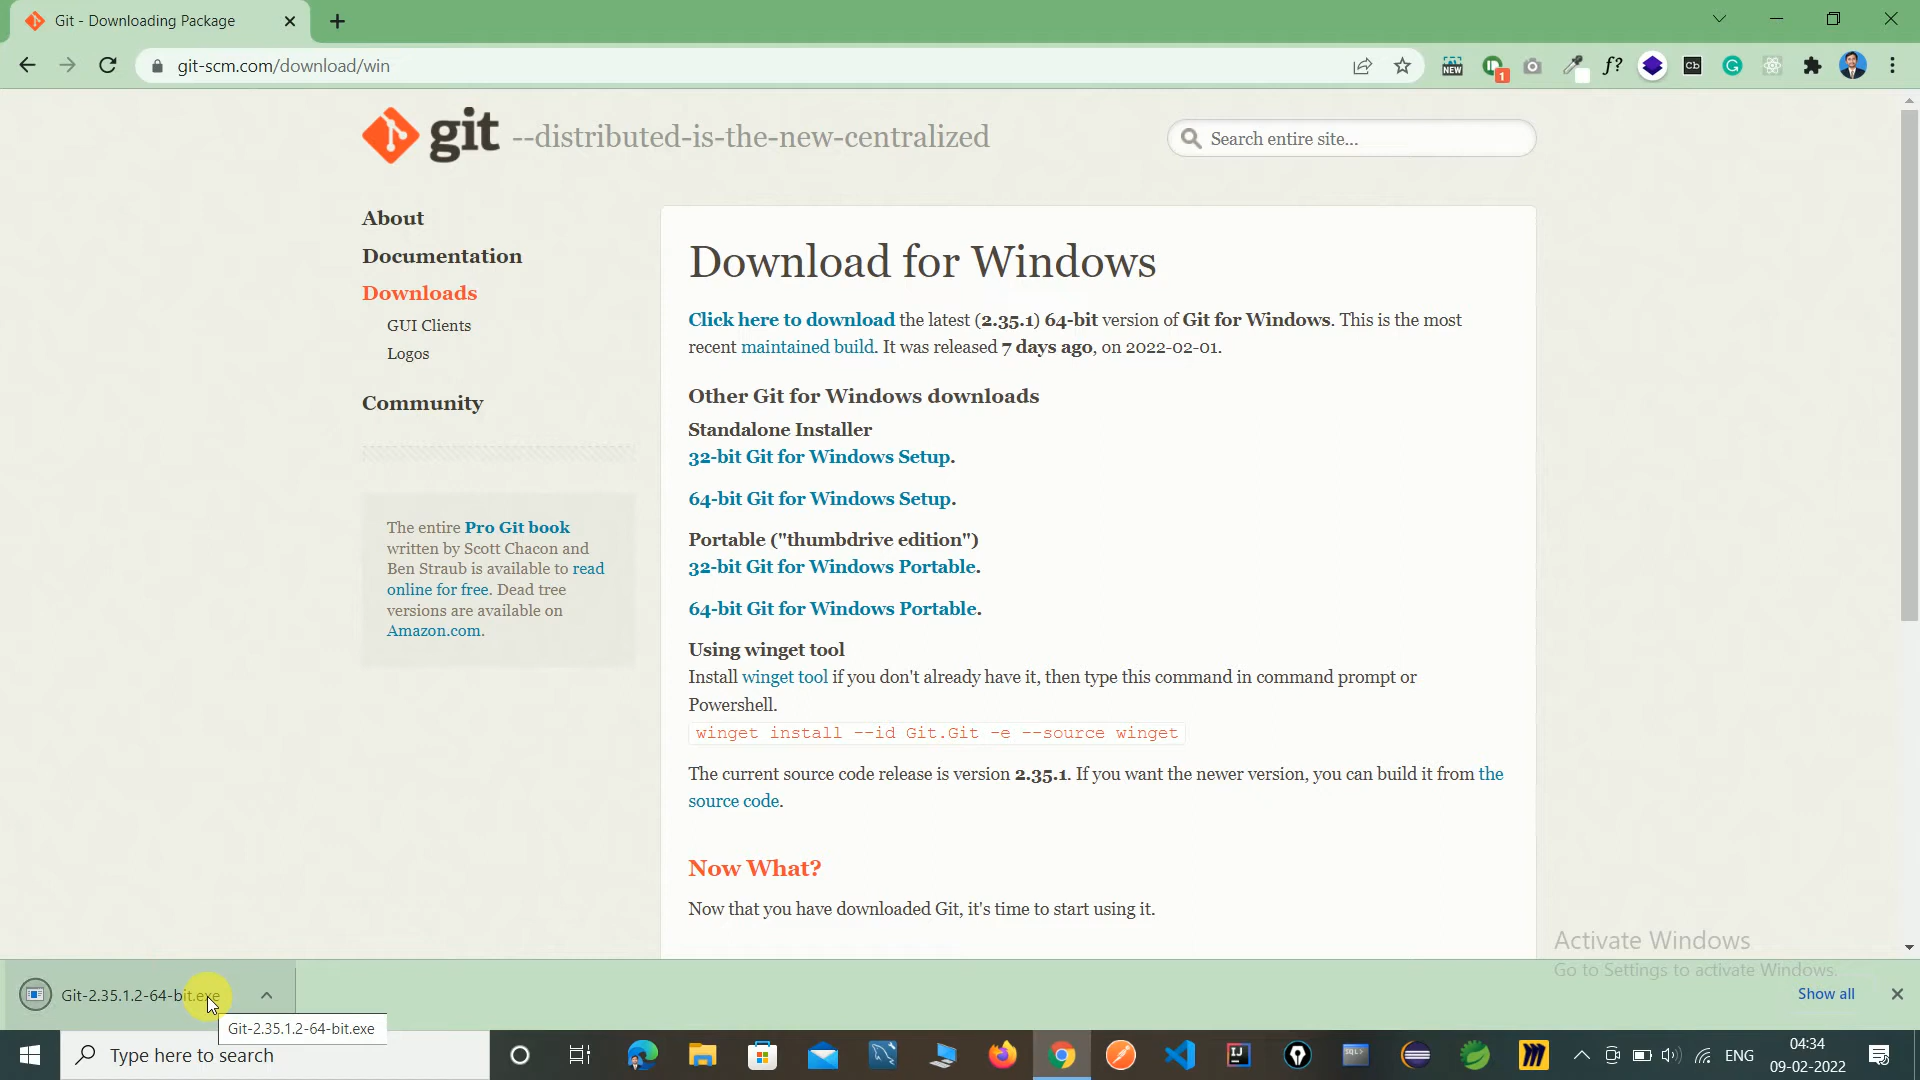 Git - Downloading Package
git-scm.com/download/win
NEW
1
f?
cb
git --distributed-is-the-new-centralized
Search entire site...
About
Documentation
Downloads
GUI Clients
Logos
Community
The entire Pro Git book
written by Scott Chacon and
Ben Straub is available to read
online for free. Dead tree
versions are available on
Amazon.com.
Download for Windows
Click here to download the latest (2.35.1) 64-bit version of Git for Windows. This is the most
recent maintained build. It was released 7 days ago, on 2022-02-01.
Other Git for Windows downloads
Standalone Installer
32-bit Git for Windows Setup.
64-bit Git for Windows Setup.
Portable ("thumbdrive edition")
32-bit Git for Windows Portable.
64-bit Git for Windows Portable.
Using winget tool
Install winget tool if you don't already have it, then type this command in command prompt or
Powershell.
winget install --id Git.Git -e --source winget
The current source code release is version 2.35.1. If you want the newer version, you can build it from the
source code.
Now What?
Now that you have downloaded Git, it's time to start using it.
Activate Windows
Go to Settings to activate Windows.
Git-2.35.1.2-64-bit.exe
Show all
Git-2.35.1.2-64-bit.exe
Type here to search
IJ
SQL
ENG
04:34
09-02-2022